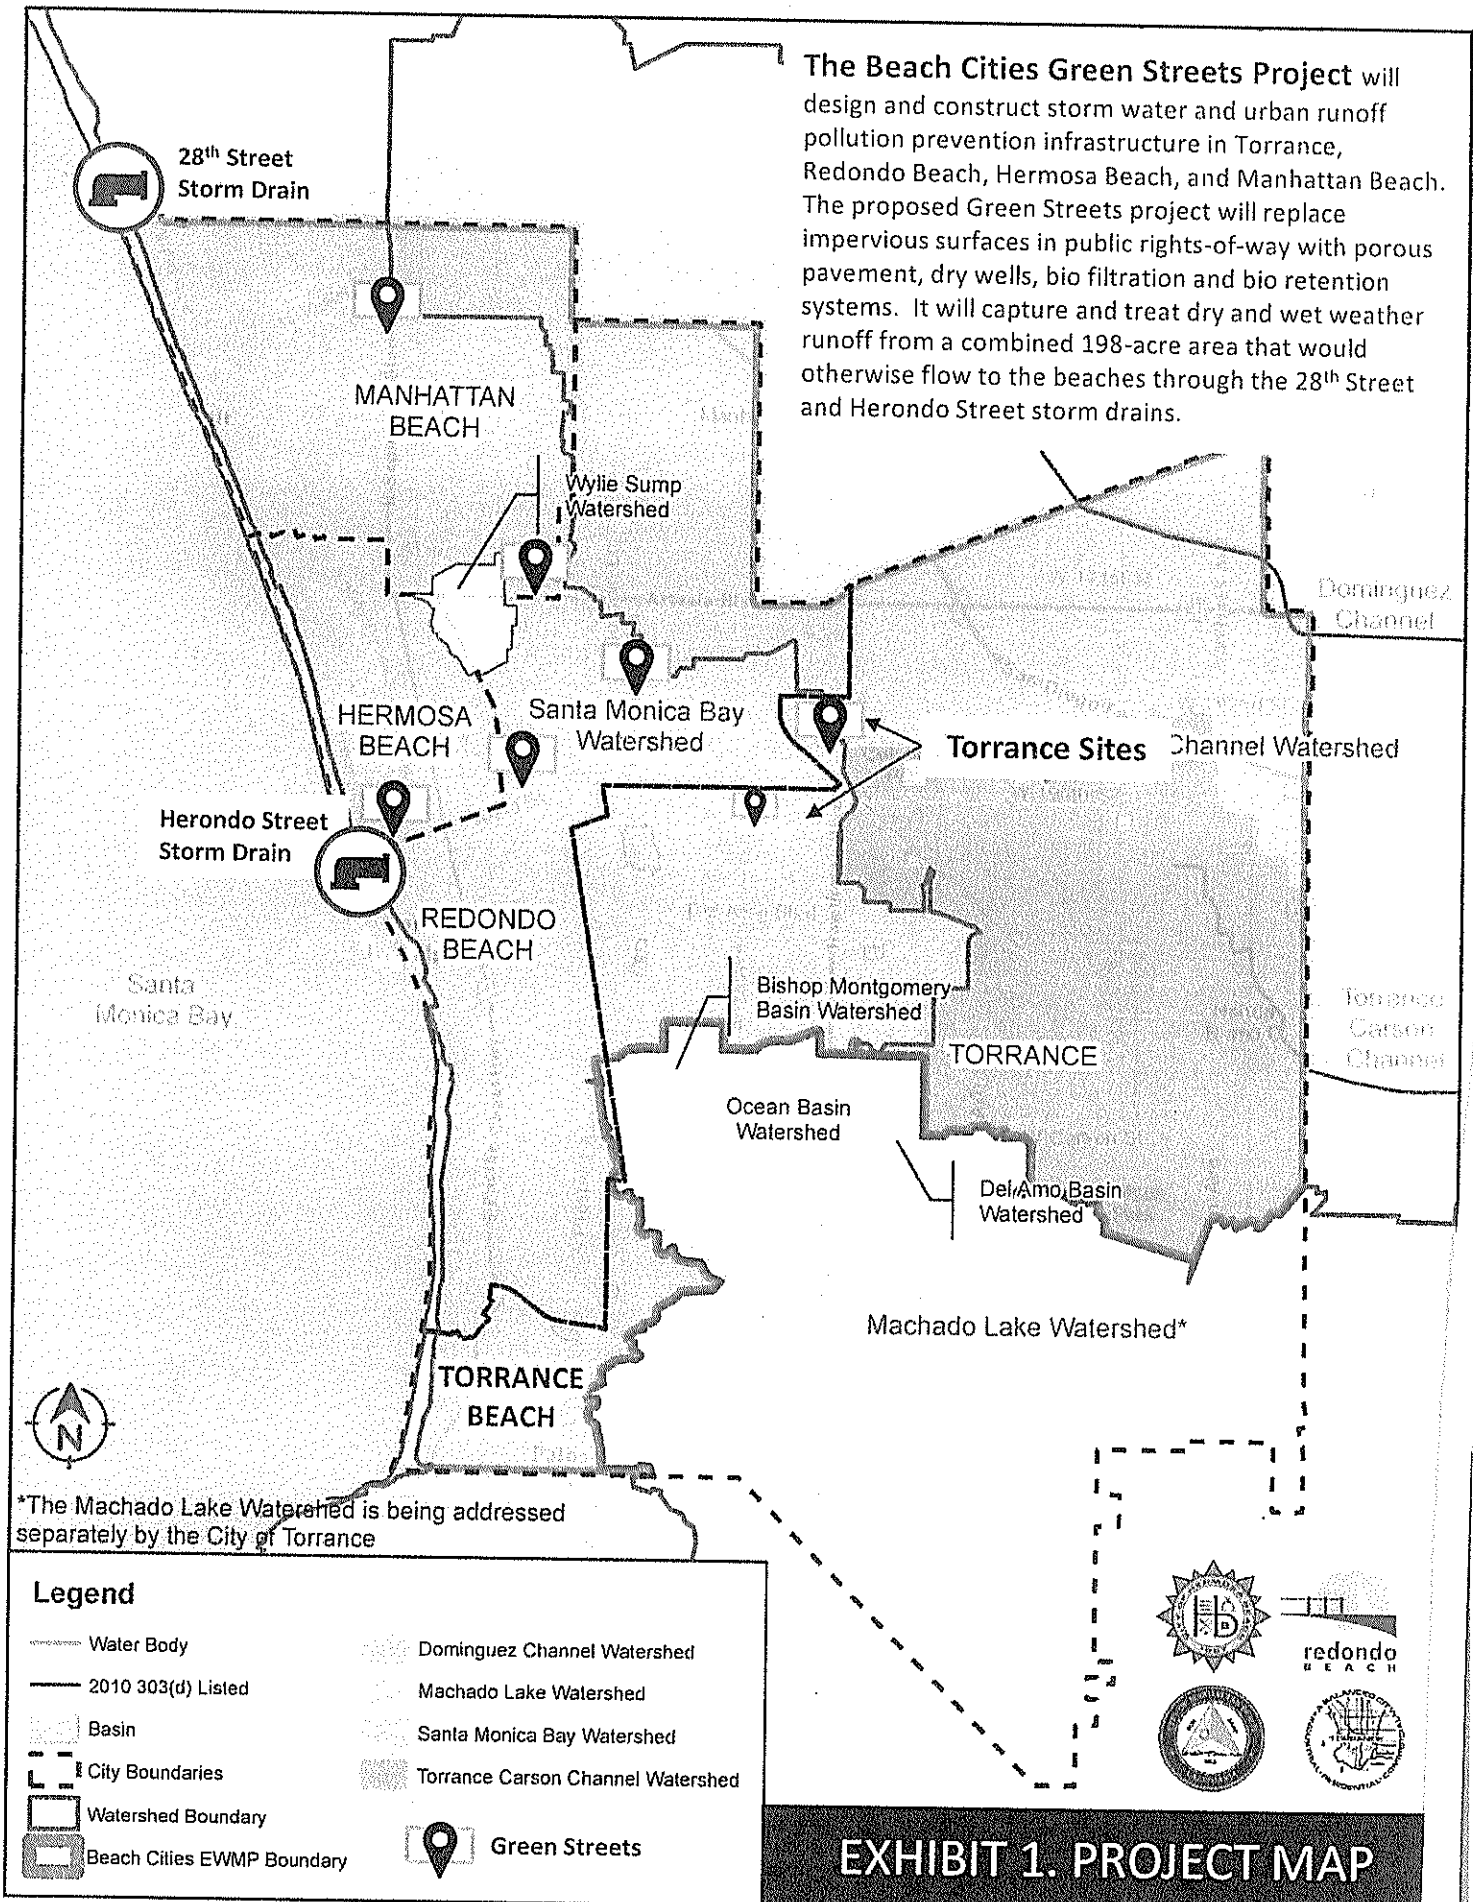 The Beach Cities Green Streets Project will
design and construct storm water and urban runoff
pollution prevention infrastructure in Torrance,
Redondo Beach, Hermosa Beach, and Manhattan Beach.
The proposed Green Streets project will replace
impervious surfaces in public rights-of-way with porous
pavement, dry wells, bio filtration and bio retention
systems. It will capture and treat dry and wet weather
runoff from a combined 198-acre area that would
otherwise flow to the beaches through the 28th Street
and Herondo Street storm drains.
28th Street
Storm Drain
MANHATTAN
BEACH
Wylie Sump
Watershed
Dominguez
Channel
HERMOSA
BEACH
Santa Monica Bay
Watershed
Torrance Sites
Channel Watershed
Herondo Street
Storm Drain
REDONDO
BEACH
Santa
Monica Bay
Bishop Montgomery
Basin Watershed
Torrance
Carson
Channel
TORRANCE
Ocean Basin
Watershed
Del Amo Basin
Watershed
Machado Lake Watershed*
TORRANCE
BEACH
N
*The Machado Lake Watershed is being addressed
separately by the City of Torrance
Legend
Water Body
2010 303(d) Listed
Basin
City Boundaries
Watershed Boundary
Beach Cities EWMP Boundary
Dominguez Channel Watershed
Machado Lake Watershed
Santa Monica Bay Watershed
Torrance Carson Channel Watershed
Green Streets
redondo
BEACH
EXHIBIT 1. PROJECT MAP